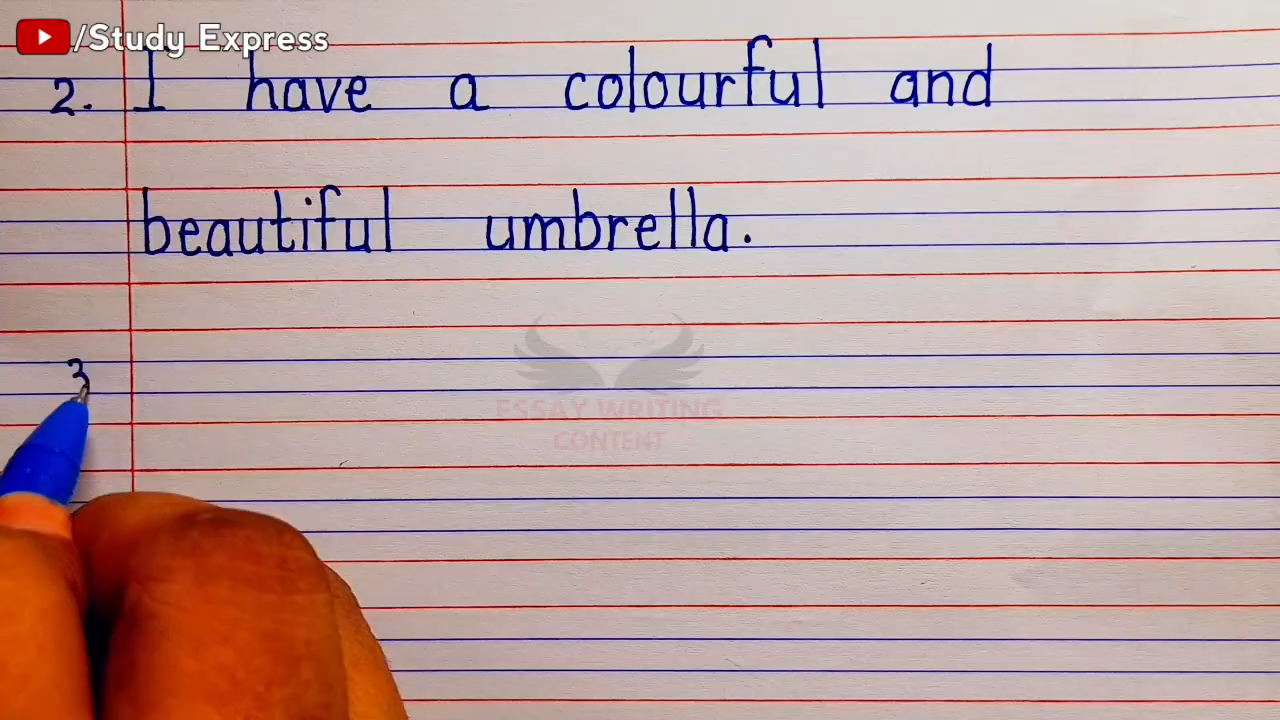 /Study Express
2. I have a colourful and
beautiful umbrella.
ESSAY WRITING
CONTENT
3